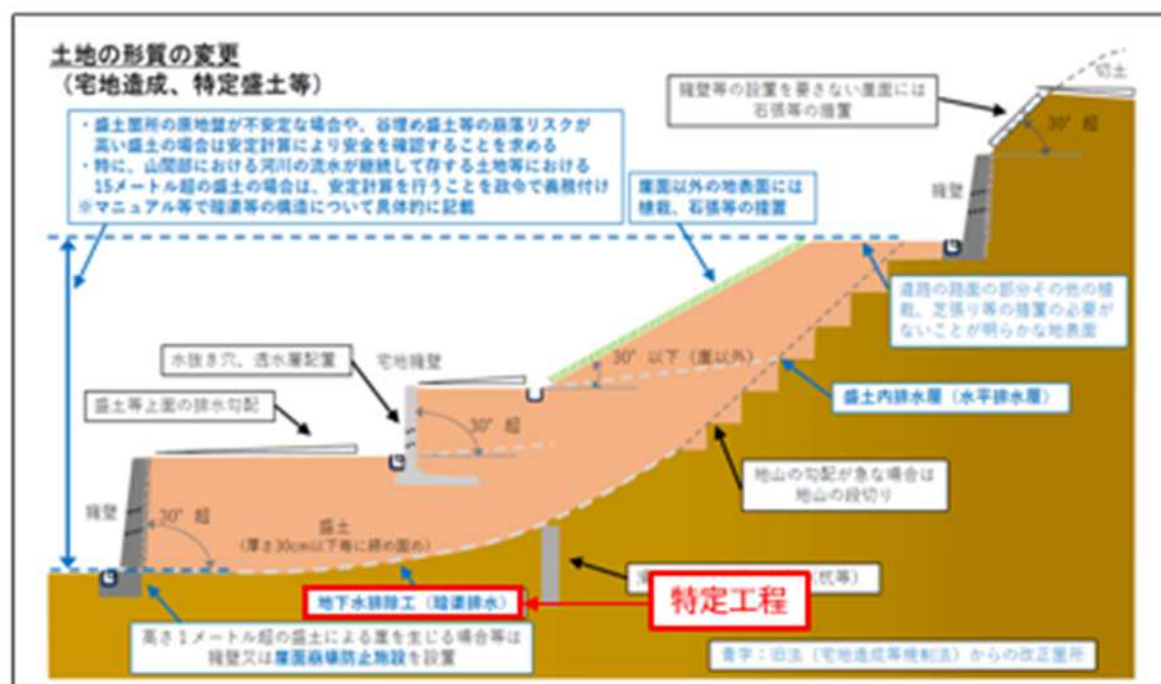 土地の形質の変更
（宅地造成、特定盛土等）
・盛土箇所の原地盤が不安定な場合や、谷埋め盛土等の崩落リスクが
高い盛土の場合は安定計算により安全を確認することを求める
・特に、山間部における河川の流水が継続して存する土地等における
15メートル超の盛土の場合は、安定計算を行うことを政令で義務付け
※マニュアル等で暗渠等の構造について具体的に記載
擁壁等の設置を要さない崖面には
石張等の措置
切土
30°超
擁壁
崖面以外の地表面には
植栽、石張等の措置
道路の路面の部分その他の植
栽、芝張り等の措置の必要が
ないことが明らかな地表面
水抜き穴、透水層配置
宅地擁壁
30°以下（崖以外）
盛土等上面の排水勾配
30°超
盛土内排水層（水平排水層）
地山の勾配が急な場合は
地山の段切り
擁壁
30°超
盛土
（厚さ30cm以下毎に締め固め）
（杭等）
特定工程
地下水排除工（暗渠排水）
高さ1メートル超の盛土による崖を生じる場合等は
擁壁又は崖面崩壊防止施設を設置
青字：旧法（宅地造成等規制法）からの改正箇所